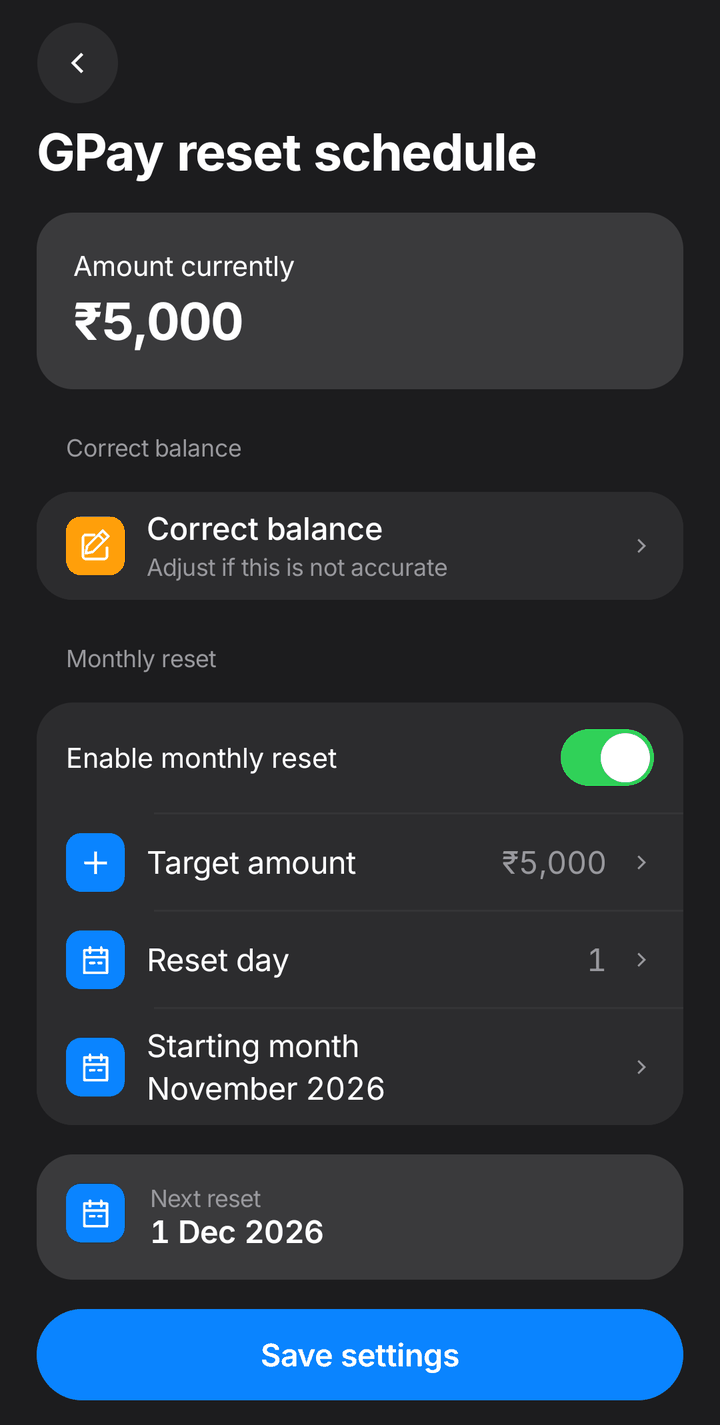 GPay reset schedule
Amount currently
₹5,000
Correct balance
Correct balance
Adjust if this is not accurate
Monthly reset
Enable monthly reset
Target amount ₹5,000
Reset day 1
Starting month
November 2026
Next reset
1 Dec 2026
Save settings